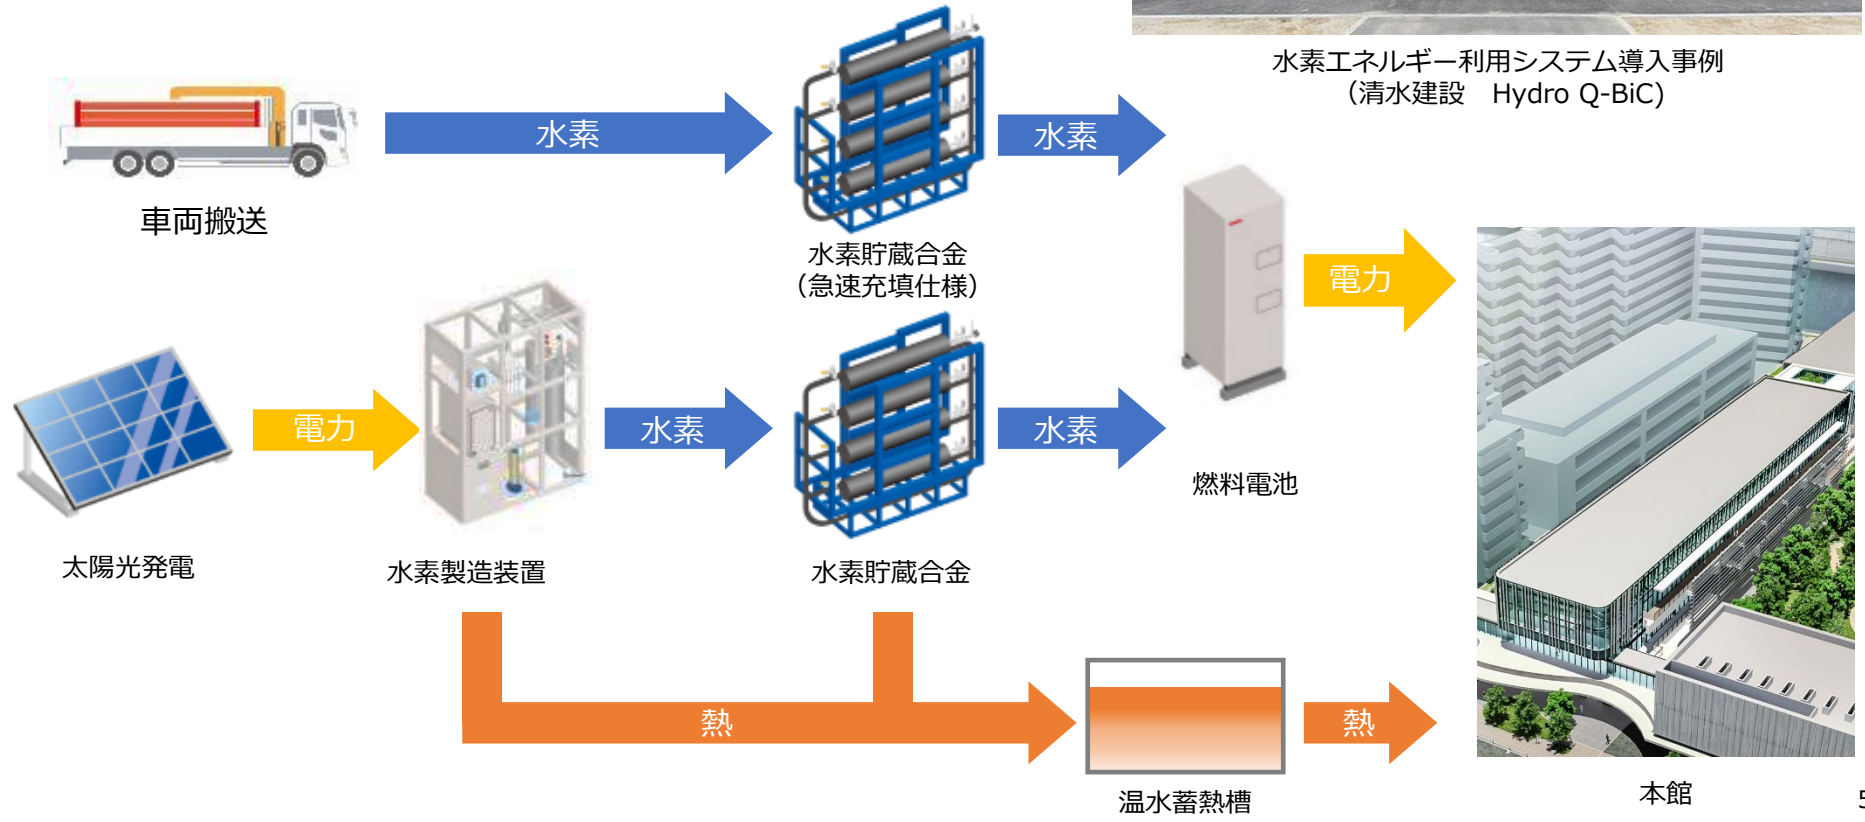 水素エネルギー利用システム導入事例
（清水建設　Hydro Q-BiC)
水素
水素
車両搬送
水素貯蔵合金
（急速充填仕様）
電力
電力
水素
水素
燃料電池
太陽光発電
水素製造装置
水素貯蔵合金
熱
熱
温水蓄熱槽
本館
5